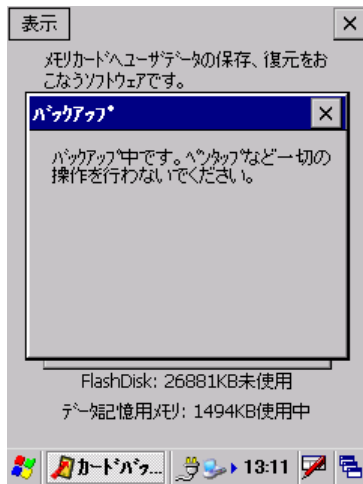 表示
ﾒﾓﾘｶｰﾄﾞへﾕｰｻﾞﾃﾞｰﾀの保存、復元をお
こなうｿﾌﾄｳｪｱです。
ﾊﾞｯｸｱｯﾌﾟ
ﾊﾞｯｸｱｯﾌﾟ中です。ﾍﾟﾝﾀｯﾌﾟなど一切の
操作を行わないでください。
FlashDisk: 26881KB未使用
ﾃﾞｰﾀ記憶用ﾒﾓﾘ: 1494KB使用中
ｶｰﾄﾞﾊﾞｯ... 13:11